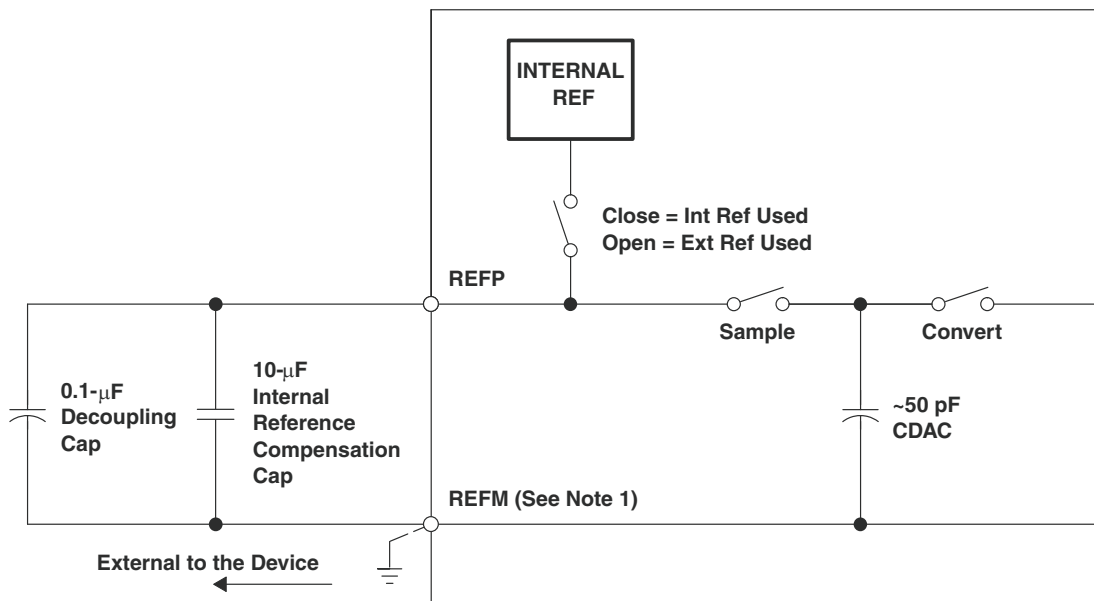 INTERNAL
REF
Close = Int Ref Used
Open = Ext Ref Used
REFP
Sample
Convert
0.1-μF
Decoupling
Cap
10-μF
Internal
Reference
Compensation
Cap
~50 pF
CDAC
REFM (See Note 1)
External to the Device